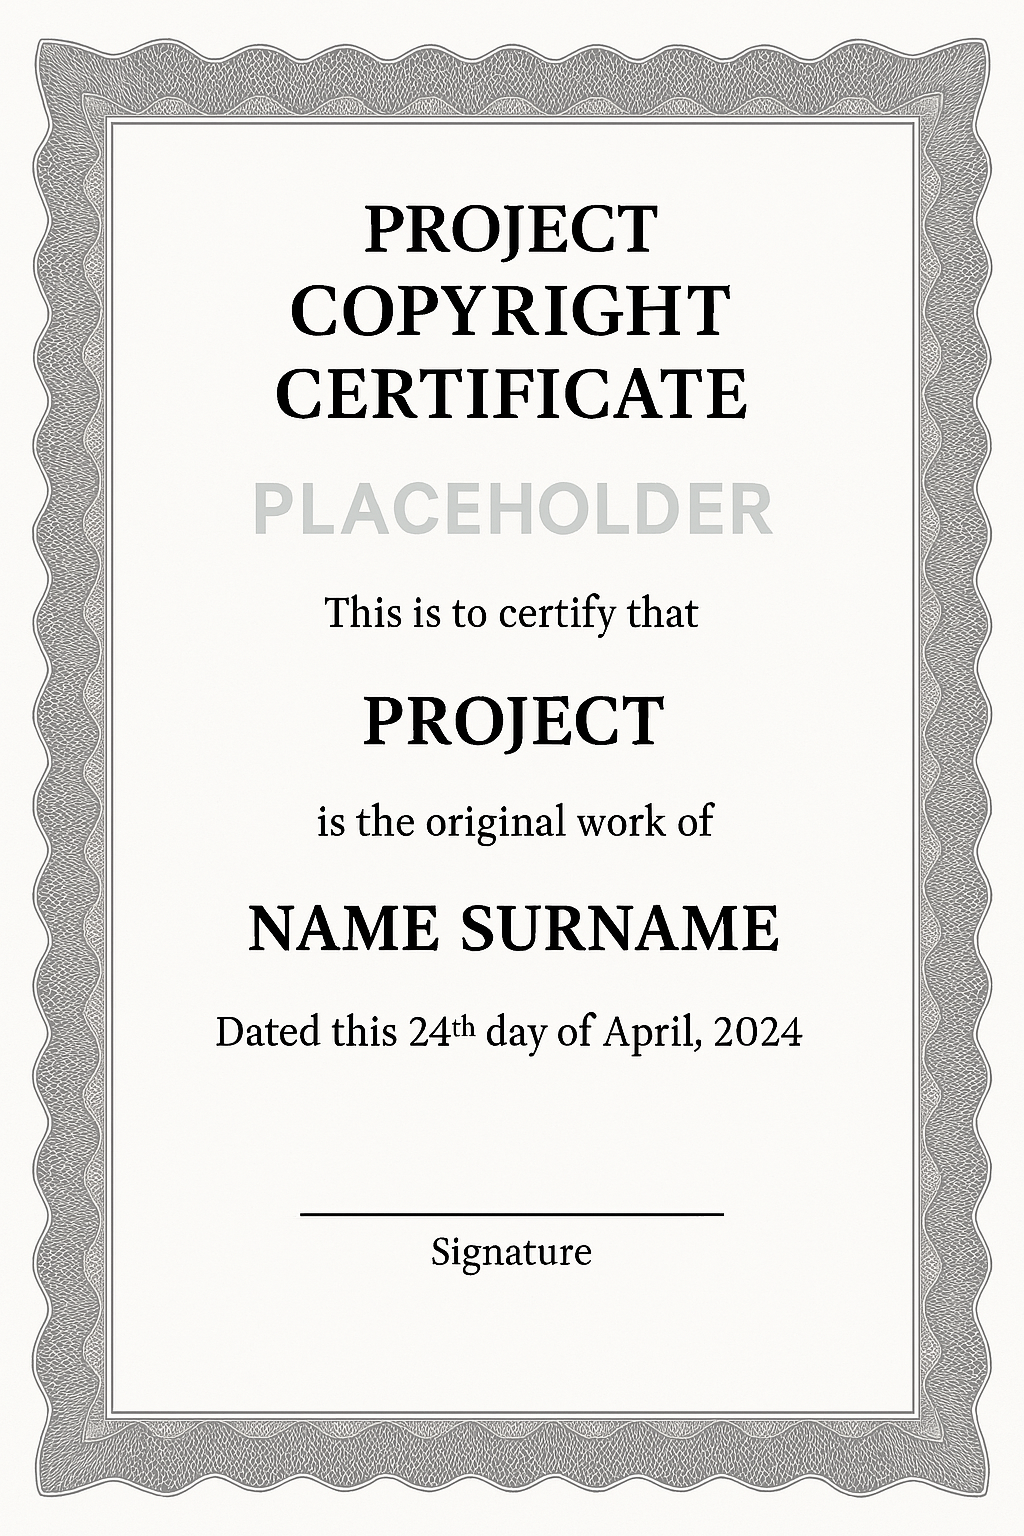 PROJECT
COPYRIGHT
CERTIFICATE
PLACEHOLDER
This is to certify that
PROJECT
is the original work of
NAME SURNAME
Dated this 24th day of April, 2024
Signature